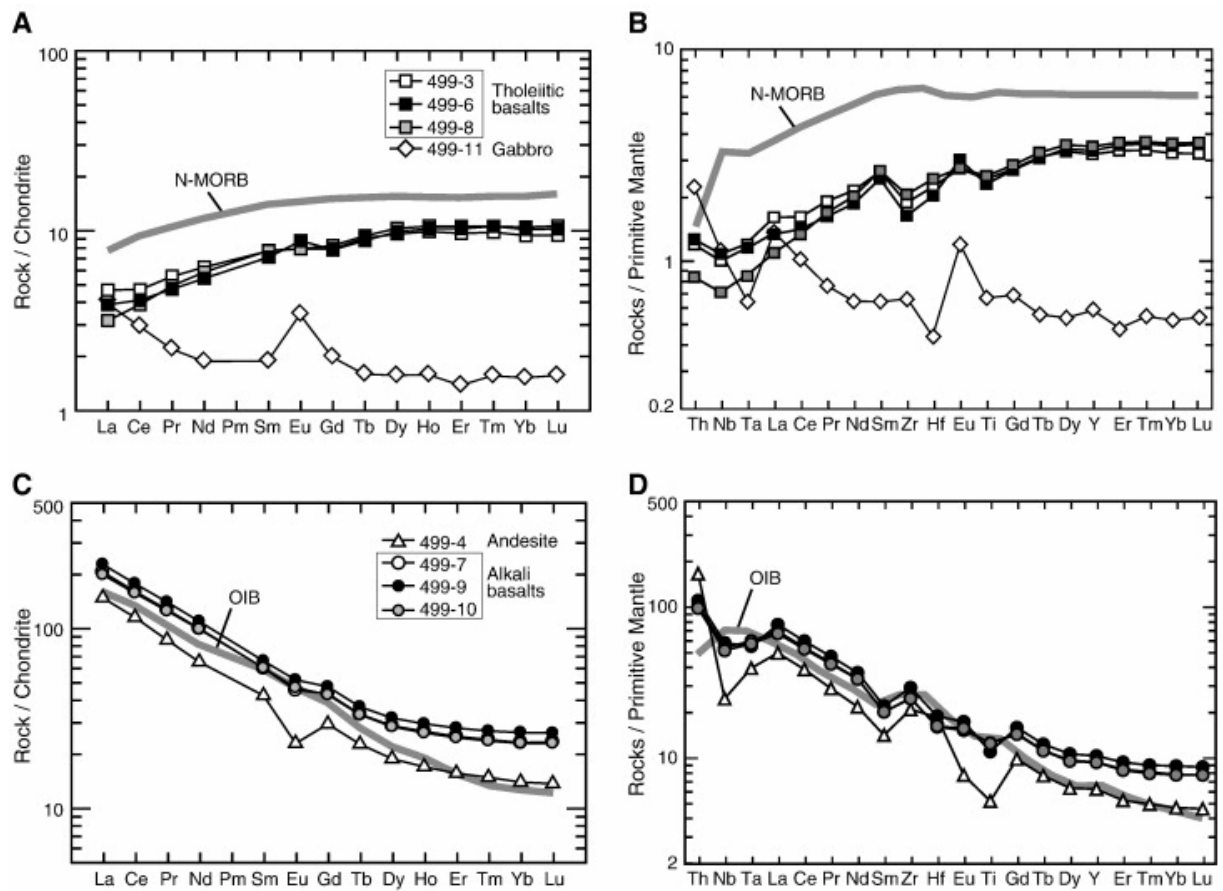 A
100
10
1
Rock / Chondrite
499-3
499-6
499-8
Tholeiitic
basalts
499-11 Gabbro
N-MORB
La Ce Pr Nd Pm Sm Eu Gd Tb Dy Ho Er Tm Yb Lu
B
10
1
0.2
Rocks / Primitive Mantle
N-MORB
Th Nb Ta La Ce Pr Nd Sm Zr Hf Eu Ti Gd Tb Dy Y Er Tm Yb Lu
C
500
100
10
Rock / Chondrite
499-4 Andesite
499-7
499-9
499-10
Alkali
basalts
OIB
La Ce Pr Nd Pm Sm Eu Gd Tb Dy Ho Er Tm Yb Lu
D
500
100
10
2
Rocks / Primitive Mantle
OIB
Th Nb Ta La Ce Pr Nd Sm Zr Hf Eu Ti Gd Tb Dy Y Er Tm Yb Lu